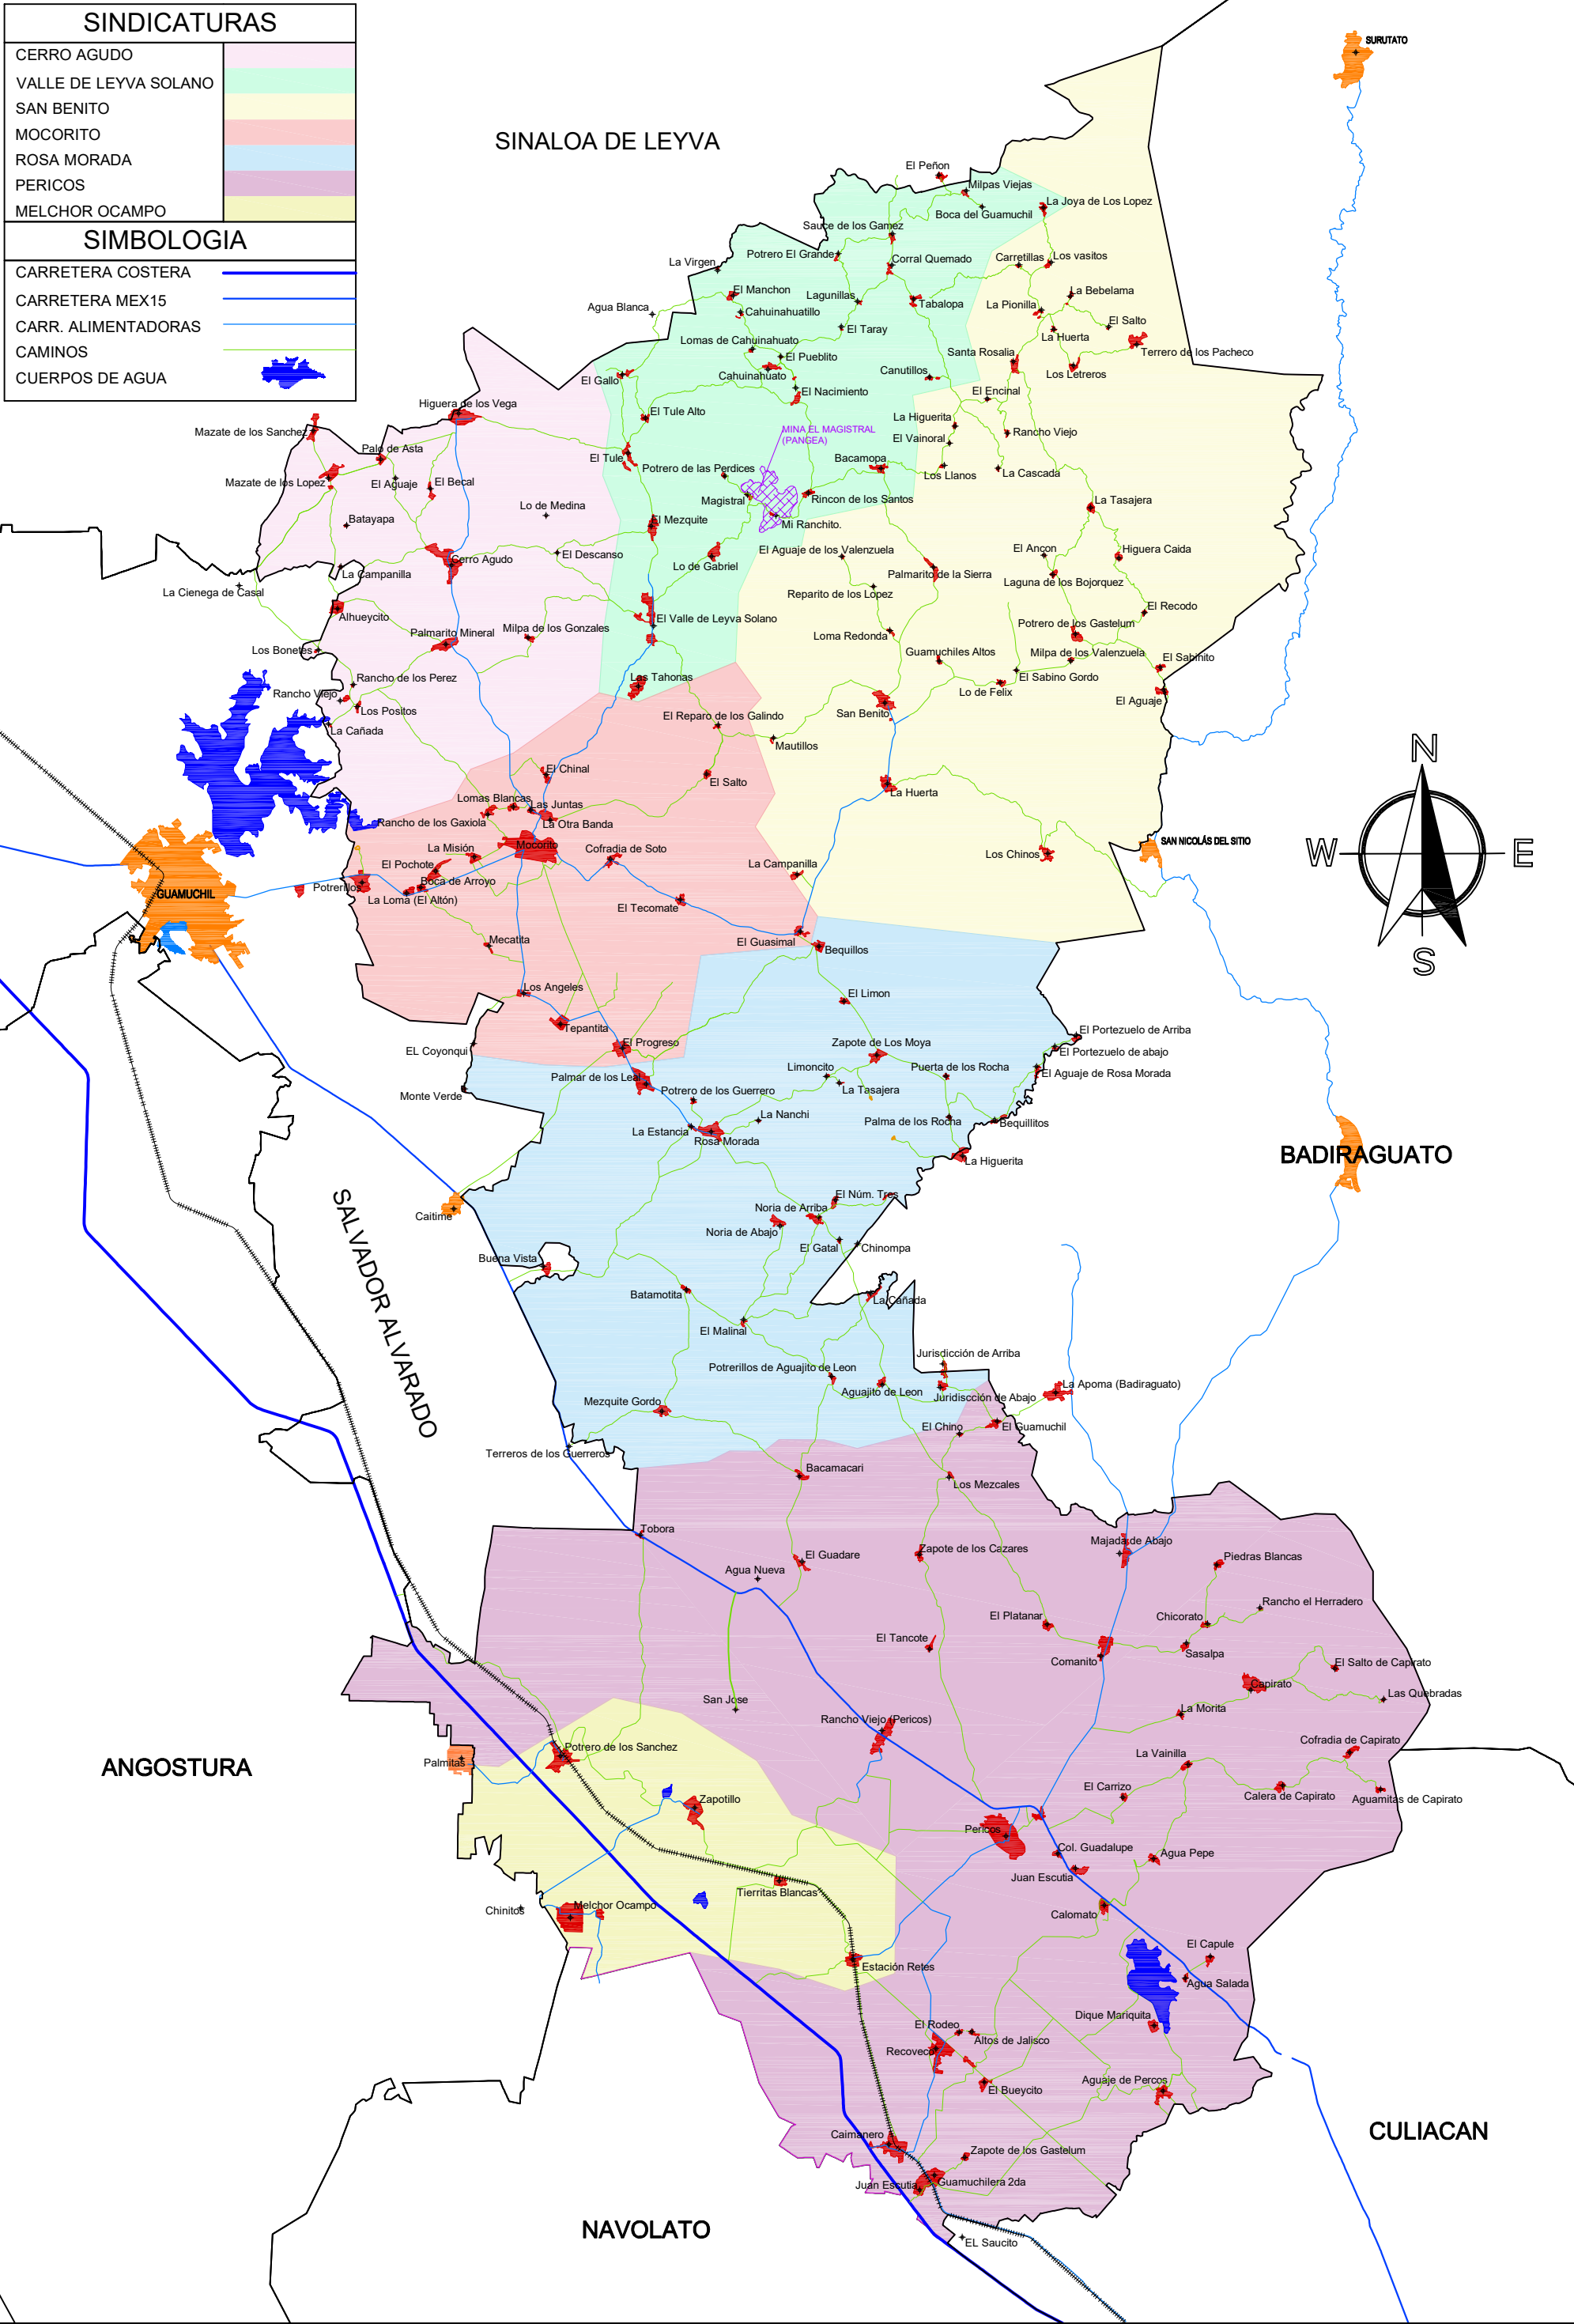 SINDICATURAS
CERRO AGUDO
VALLE DE LEYVA SOLANO
SAN BENITO
MOCORITO
ROSA MORADA
PERICOS
MELCHOR OCAMPO
SIMBOLOGIA
CARRETERA COSTERA
CARRETERA MEX15
CARR. ALIMENTADORAS
CAMINOS
CUERPOS DE AGUA
SURUTATO
SINALOA DE LEYVA
El Peñon
Milpas Viejas
Boca del Guamuchil
La Joya de Los Lopez
Sauce de los Gamez
Potrero El Grande
Corral Quemado
Carretillas
Los vasitos
La Virgen
El Manchon
Lagunillas
Tabalopa
La Bebelama
La Pionilla
Agua Blanca
Cahuinahuatillo
El Taray
El Salto
La Huerta
Lomas de Cahuinahuato
El Pueblito
Santa Rosalia
Terrero de los Pacheco
Cahuinahuato
Canutillos
Los Letreros
El Gallo
El Nacimiento
El Encinal
Higuera de los Vega
El Tule Alto
La Higuerita
Mazate de los Sanchez
MINA EL MAGISTRAL
(PANGEA)
El Vainoral
Rancho Viejo
Palo de Asta
El Tule
Potrero de las Perdices
Bacamopa
Los Llanos
La Cascada
Mazate de los Lopez
El Aguaje
El Becal
Magistral
Rincon de los Santos
La Tasajera
Lo de Medina
Batayapa
El Mezquite
Mi Ranchito.
El Descanso
El Aguaje de los Valenzuela
El Ançon
Higuera Caida
Cerro Agudo
Lo de Gabriel
La Campanilla
Palmarito de la Sierra
Laguna de los Bojorquez
La Cienega de Casal
Reparito de los Lopez
Alhueycito
El Recodo
El Valle de Leyva Solano
Potrero de los Gastelum
Palmarito Mineral
Milpa de los Gonzales
Loma Redonda
Los Bonetes
Guamuchiles Altos
Milpa de los Valenzuela
El Sabinito
Rancho de los Perez
Las Tahonas
El Sabino Gordo
Rancho Viejo
Lo de Felix
El Aguaje
Los Positos
San Benito
El Reparo de los Galindo
La Cañada
Mautillos
N
El Chinal
El Salto
La Huerta
Lomas Blancas
Las Juntas
Rancho de los Gaxiola
La Otra Banda
SAN NICOLÁS DEL SITIO
W
E
Mocorito
La Misión
Cofradia de Soto
Los Chinos
El Pochote
La Campanilla
Boca de Arroyo
Potrerillos
GUAMUCHIL
La Loma (El Altón)
El Tecomate
Mecatita
El Guasimal
Bequillos
S
Los Angeles
El Limon
Tepantita
El Portezuelo de Arriba
EL Coyonqui
El Progreso
Zapote de Los Moya
El Portezuelo de abajo
Limoncito
Puerta de los Rocha
El Aguaje de Rosa Morada
Palmar de los Leal
La Tasajera
Monte Verde
Potrero de los Guerrero
La Nanchi
Palma de los Rocha
Bequillitos
La Estancia
Rosa Morada
BADIRAGUATO
La Higuerita
SALVADOR ALVARADO
El Núm. Tres
Noria de Arriba
Caitime
Noria de Abajo
El Gatal
Chinompa
Buena Vista
Batamotita
La Cañada
El Malinal
Jurisdicción de Arriba
Potrerillos de Aguajito de Leon
La Apoma (Badiraguato)
Aguajito de Leon
Juridiscción de Abajo
Mezquite Gordo
El Chino
El Guamuchil
Terreros de los Guerreros
Bacamacari
Los Mezcales
Tobora
Majada de Abajo
Zapote de los Cazares
El Guadare
Piedras Blancas
Agua Nueva
Rancho el Herradero
El Platanar
Chicorato
El Tancote
Sasalpa
Comanito
El Salto de Capirato
Capirato
Las Quebradas
San Jose
La Morita
Rancho Viejo (Pericos)
Cofradia de Capirato
Potrero de los Sanchez
La Vainilla
ANGOSTURA
Palmitas
El Carrizo
Calera de Capirato
Aguamitas de Capirato
Zapotillo
Pericos
Col. Guadalupe
Agua Pepe
Juan Escutia
Tierritas Blancas
Chinitos
Melchor Ocampo
Calomato
El Capule
Estación Retes
Agua Salada
Dique Mariquita
El Rodeo
Altos de Jalisco
Recoveco
Aguaje de Percos
El Bueycito
CULIACAN
Caimanero
Zapote de los Gastelum
Juan Escutia
Guamuchilera 2da
NAVOLATO
EL Saucito